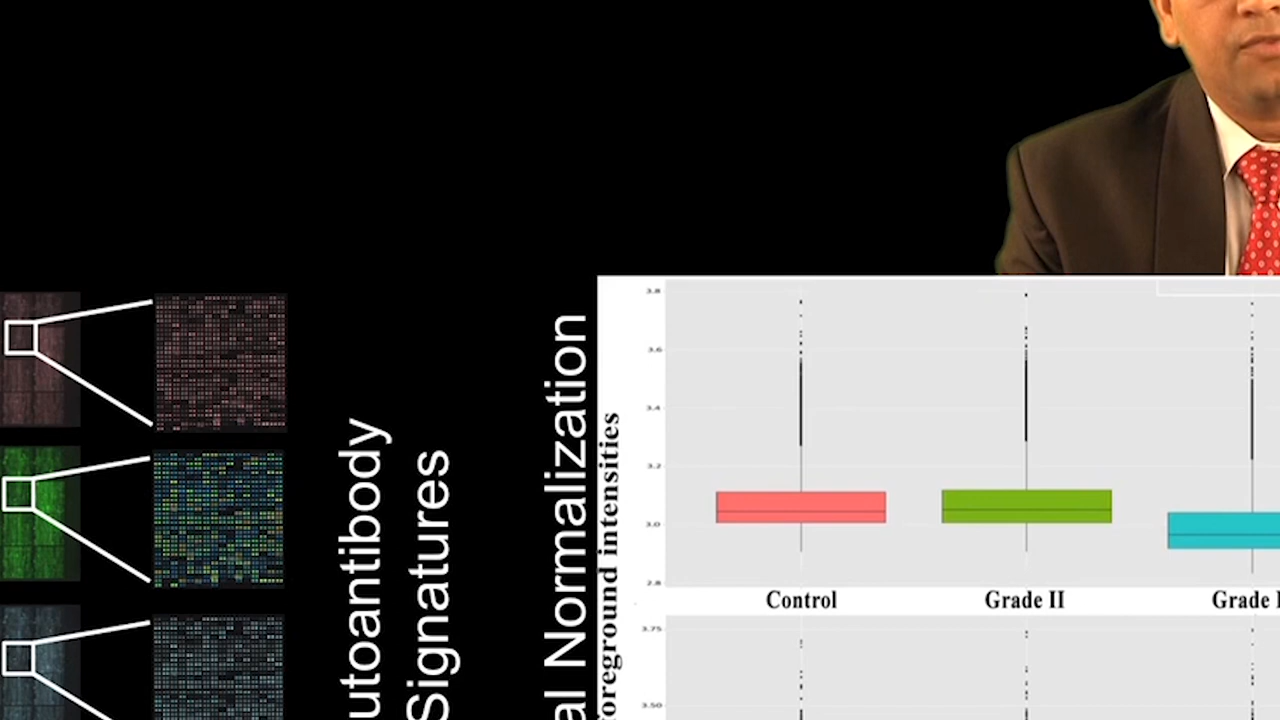 utoantibody
Signatures
al Normalization
foreground intensities
3.8
3.6
3.4
3.2
3.0
2.8
Control
Grade II
Grade I
3.75
3.50